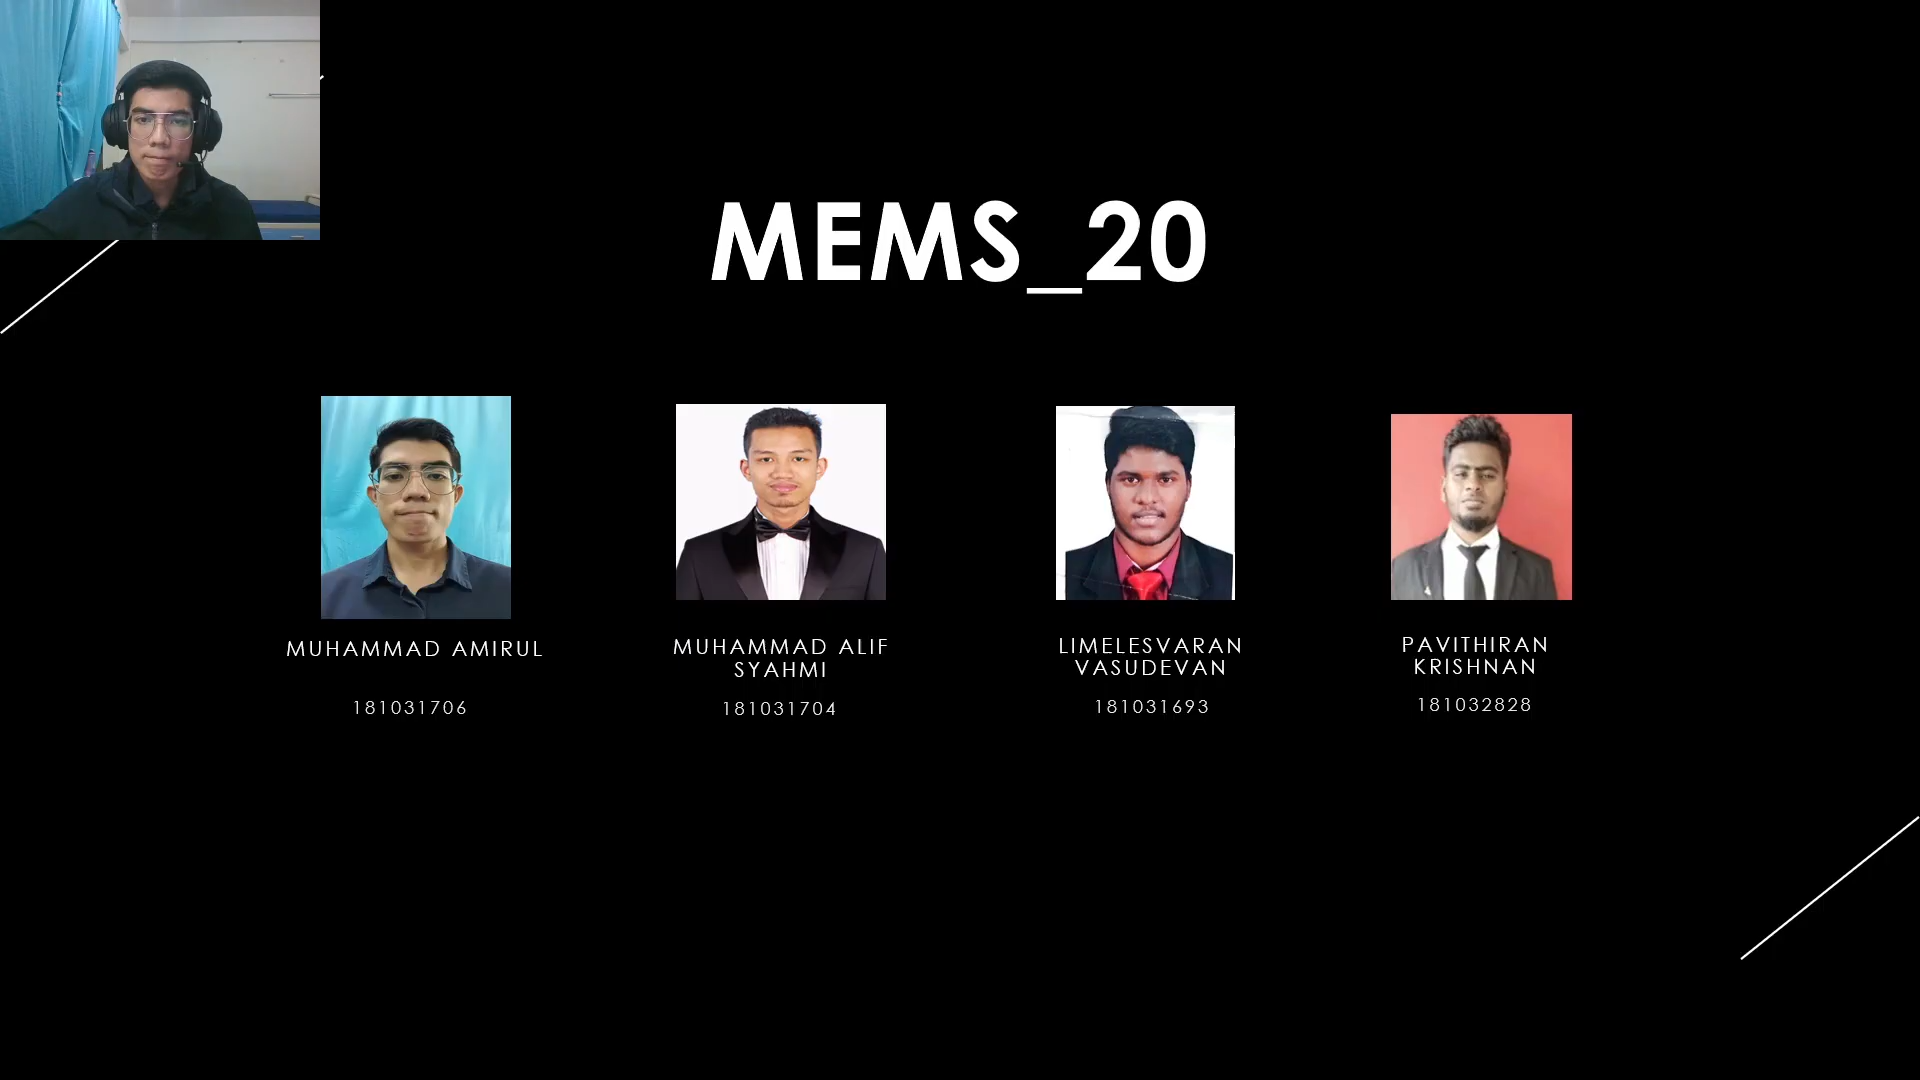 MEMS_20
MUHAMMAD AMIRUL
181031706
MUHAMMAD ALIF
SYAHMI
181031704
LIMELESVARAN
VASUDEVAN
181031693
PAVITHIRAN
KRISHNAN
181032828